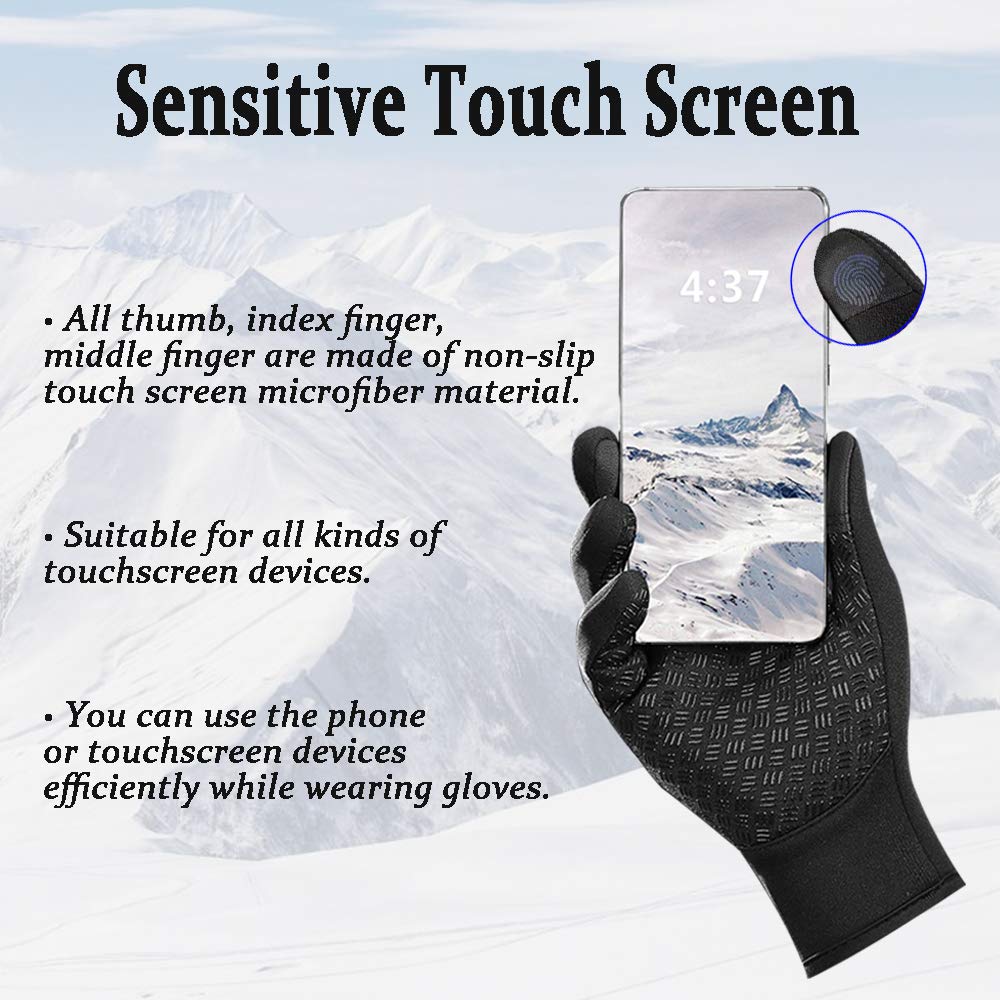 Sensitive Touch Screen
4:37
· All thumb, index finger,
middle finger are made of non-slip
touch screen microfiber material.
· Suitable for all kinds of
touchscreen devices.
· You can use the phone
or touchscreen devices
efficiently while wearing gloves.